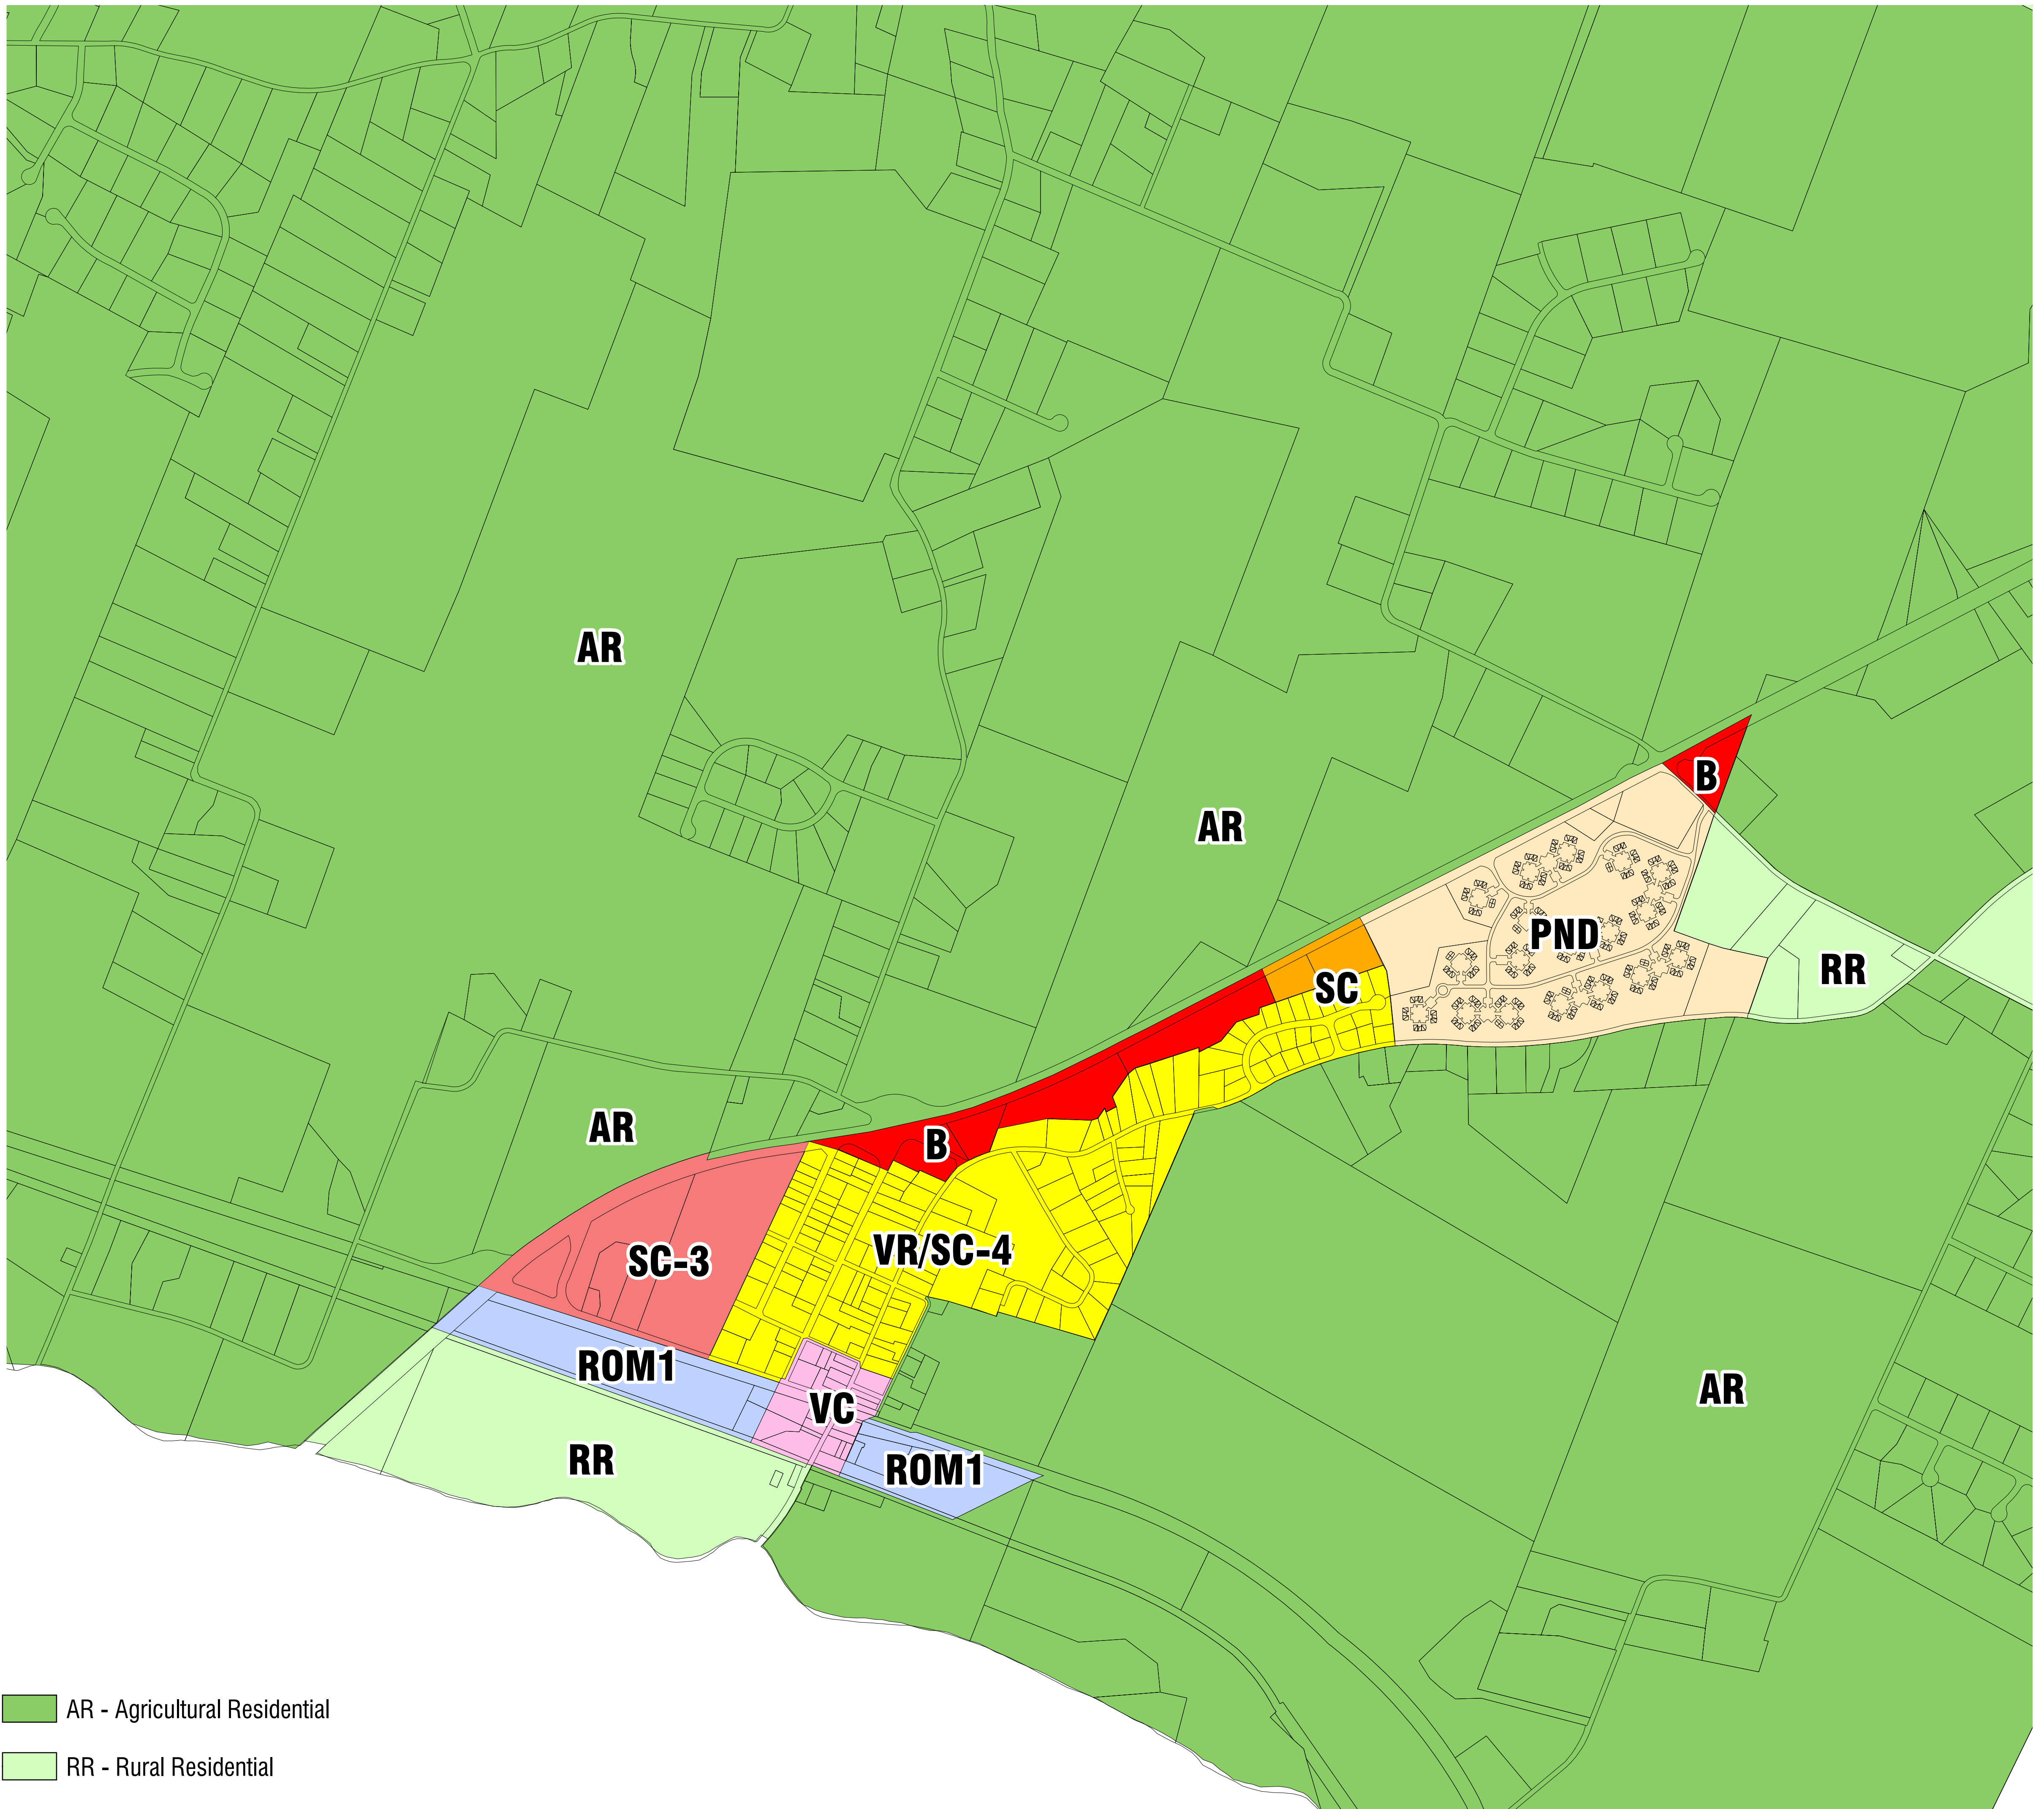 AR
B
AR
PND
RR
SC
AR
B
VR/SC-4
SC-3
ROM1
AR
VC
RR
ROM1
AR - Agricultural Residential
RR - Rural Residential